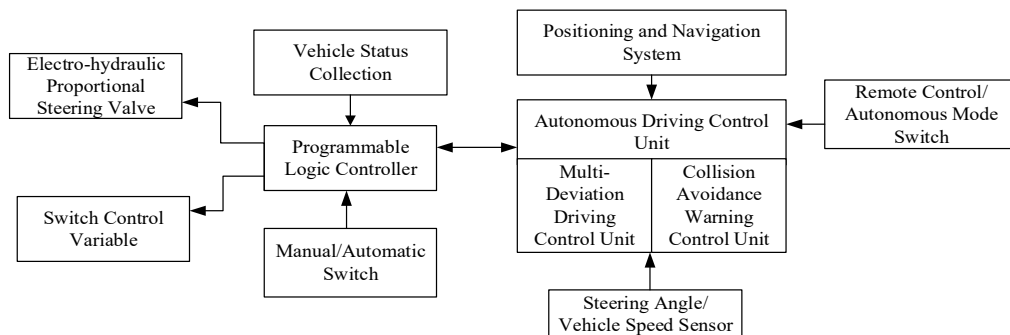 Electro-hydraulic
Proportional
Steering Valve
Vehicle Status
Collection
Positioning and Navigation
System
Remote Control/
Autonomous Mode
Switch
Programmable
Logic Controller
Autonomous Driving Control
Unit
Multi-
Deviation
Driving
Control Unit
Collision
Avoidance
Warning
Control Unit
Switch Control
Variable
Manual/Automatic
Switch
Steering Angle/
Vehicle Speed Sensor